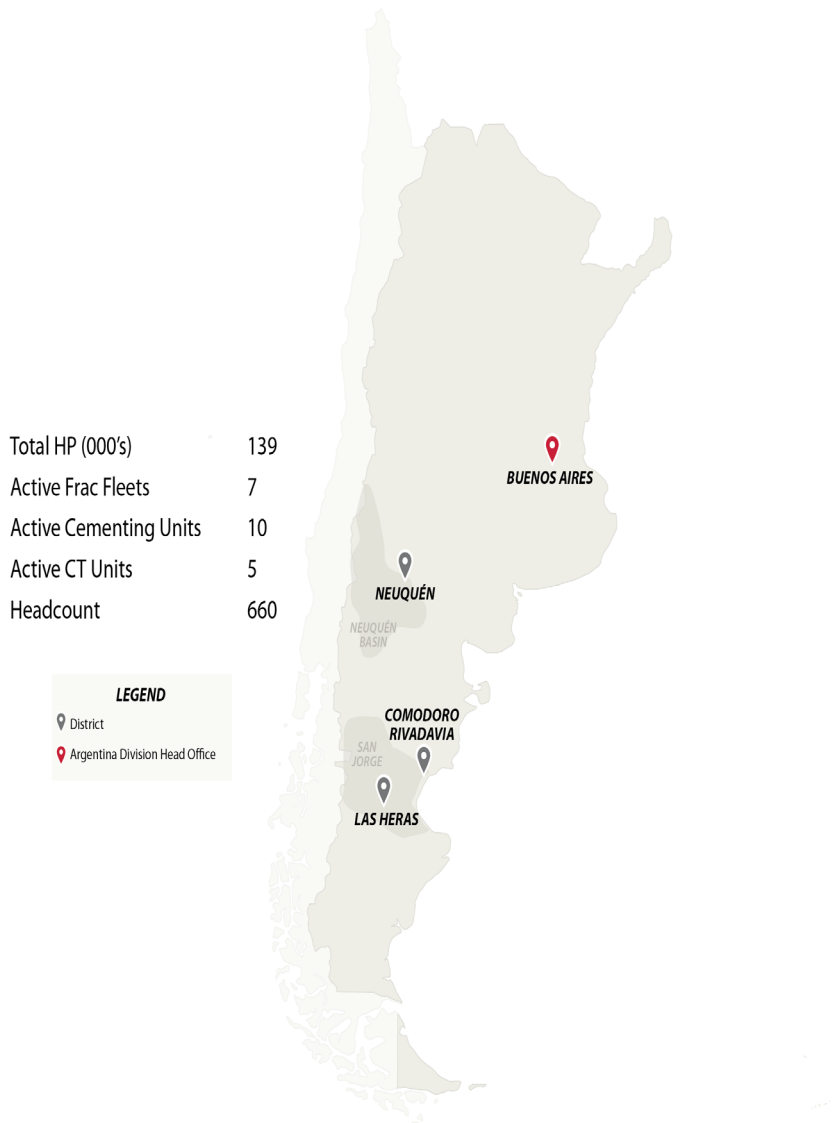 Total HP (000's) 139
Active Frac Fleets 7
Active Cementing Units 10
Active CT Units 5
Headcount 660
LEGEND
District
Argentina Division Head Office
BUENOS AIRES
NEUQUÉN
NEUQUÉN
BASIN
COMODORO
RIVADAVIA
SAN
JORGE
LAS HERAS